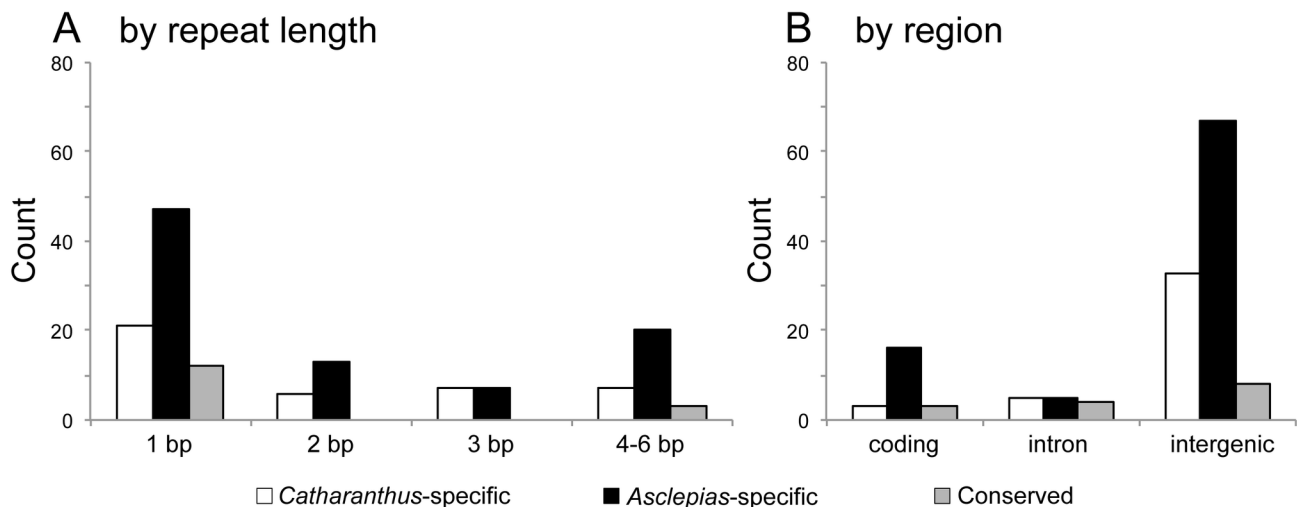 A by repeat length
80
60
40
20
0
Count
1 bp 2 bp 3 bp 4-6 bp
B by region
80
60
40
20
0
Count
coding intron intergenic
Catharanthus-specific Asclepias-specific Conserved